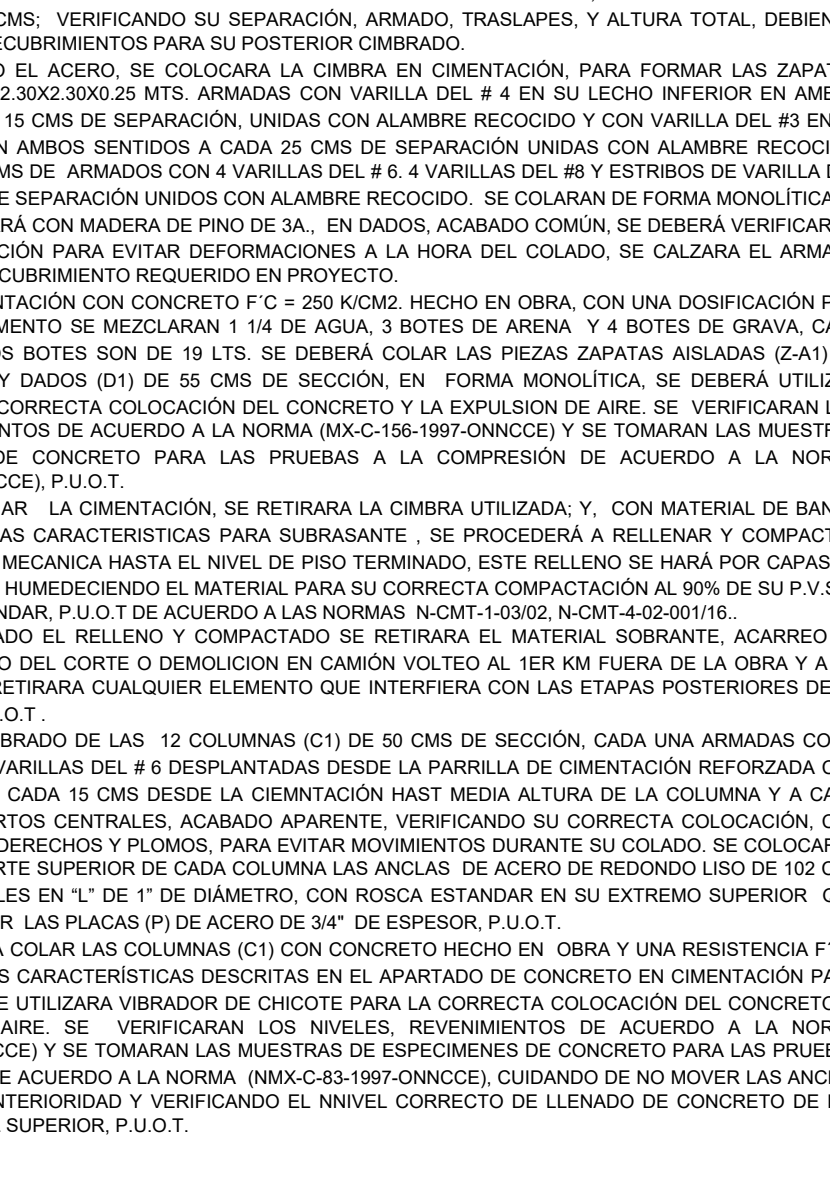 CMS; VERIFICANDO SU SEPARACIÓN, ARMADO, TRASLAPES, Y ALTURA TOTAL, DEBIEN
ECUBRIMIENTOS PARA SU POSTERIOR CIMBRADO.
O EL ACERO, SE COLOCARA LA CIMBRA EN CIMENTACIÓN, PARA FORMAR LAS ZAPAT
2.30X2.30X0.25 MTS. ARMADAS CON VARILLA DEL # 4 EN SU LECHO INFERIOR EN AMB
15 CMS DE SEPARACIÓN, UNIDAS CON ALAMBRE RECOCIDO Y CON VARILLA DEL #3 EN
N AMBOS SENTIDOS A CADA 25 CMS DE SEPARACIÓN UNIDAS CON ALAMBRE RECOCI
MS DE ARMADOS CON 4 VARILLAS DEL # 6. 4 VARILLAS DEL #8 Y ESTRIBOS DE VARILLA D
E SEPARACIÓN UNIDOS CON ALAMBRE RECOCIDO. SE COLARAN DE FORMA MONOLÍTICA
ARÁ CON MADERA DE PINO DE 3A., EN DADOS, ACABADO COMÚN, SE DEBERÁ VERIFICAR
CIÓN PARA EVITAR DEFORMACIONES A LA HORA DEL COLADO, SE CALZARA EL ARMA
CUBRIMIENTO REQUERIDO EN PROYECTO.
NTACIÓN CON CONCRETO F´C = 250 K/CM2. HECHO EN OBRA, CON UNA DOSIFICACIÓN P
MENTO SE MEZCLARAN 1 1/4 DE AGUA, 3 BOTES DE ARENA Y 4 BOTES DE GRAVA, CA
OS BOTES SON DE 19 LTS. SE DEBERÁ COLAR LAS PIEZAS ZAPATAS AISLADAS (Z-A1)
Y DADOS (D1) DE 55 CMS DE SECCIÓN, EN FORMA MONOLÍTICA, SE DEBERÁ UTILIZ
CORRECTA COLOCACIÓN DEL CONCRETO Y LA EXPULSION DE AIRE. SE VERIFICARAN L
NTOS DE ACUERDO A LA NORMA (MX-C-156-1997-ONNCCE) Y SE TOMARAN LAS MUESTR
DE CONCRETO PARA LAS PRUEBAS A LA COMPRESIÓN DE ACUERDO A LA NOR
CCE), P.U.O.T.
AR LA CIMENTACIÓN, SE RETIRARA LA CIMBRA UTILIZADA; Y, CON MATERIAL DE BAN
AS CARACTERISTICAS PARA SUBRASANTE , SE PROCEDERÁ A RELLENAR Y COMPACT
MECANICA HASTA EL NIVEL DE PISO TERMINADO, ESTE RELLENO SE HARÁ POR CAPAS
HUMEDECIENDO EL MATERIAL PARA SU CORRECTA COMPACTACIÓN AL 90% DE SU P.V.S
NDAR, P.U.O.T DE ACUERDO A LAS NORMAS N-CMT-1-03/02, N-CMT-4-02-001/16..
ADO EL RELLENO Y COMPACTADO SE RETIRARA EL MATERIAL SOBRANTE, ACARREO
O DEL CORTE O DEMOLICION EN CAMIÓN VOLTEO AL 1ER KM FUERA DE LA OBRA Y A
RETIRARA CUALQUIER ELEMENTO QUE INTERFIERA CON LAS ETAPAS POSTERIORES DE
.O.T .
BRADO DE LAS 12 COLUMNAS (C1) DE 50 CMS DE SECCIÓN, CADA UNA ARMADAS CO
VARILLAS DEL # 6 DESPLANTADAS DESDE LA PARRILLA DE CIMENTACIÓN REFORZADA C
CADA 15 CMS DESDE LA CIEMNTACIÓN HAST MEDIA ALTURA DE LA COLUMNA Y A CA
RTOS CENTRALES, ACABADO APARENTE, VERIFICANDO SU CORRECTA COLOCACIÓN, C
DERECHOS Y PLOMOS, PARA EVITAR MOVIMIENTOS DURANTE SU COLADO. SE COLOCAR
RTE SUPERIOR DE CADA COLUMNA LAS ANCLAS DE ACERO DE REDONDO LISO DE 102 C
LES EN “L” DE 1” DE DIÁMETRO, CON ROSCA ESTANDAR EN SU EXTREMO SUPERIOR Q
R LAS PLACAS (P) DE ACERO DE 3/4" DE ESPESOR, P.U.O.T.
A COLAR LAS COLUMNAS (C1) CON CONCRETO HECHO EN OBRA Y UNA RESISTENCIA F´
S CARACTERÍSTICAS DESCRITAS EN EL APARTADO DE CONCRETO EN CIMENTACIÓN PA
E UTILIZARA VIBRADOR DE CHICOTE PARA LA CORRECTA COLOCACIÓN DEL CONCRETO
AIRE. SE VERIFICARAN LOS NIVELES, REVENIMIENTOS DE ACUERDO A LA NOR
CCE) Y SE TOMARAN LAS MUESTRAS DE ESPECIMENES DE CONCRETO PARA LAS PRUEB
E ACUERDO A LA NORMA (NMX-C-83-1997-ONNCCE), CUIDANDO DE NO MOVER LAS ANCL
NTERIORIDAD Y VERIFICANDO EL NNIVEL CORRECTO DE LLENADO DE CONCRETO DE
SUPERIOR, P.U.O.T.